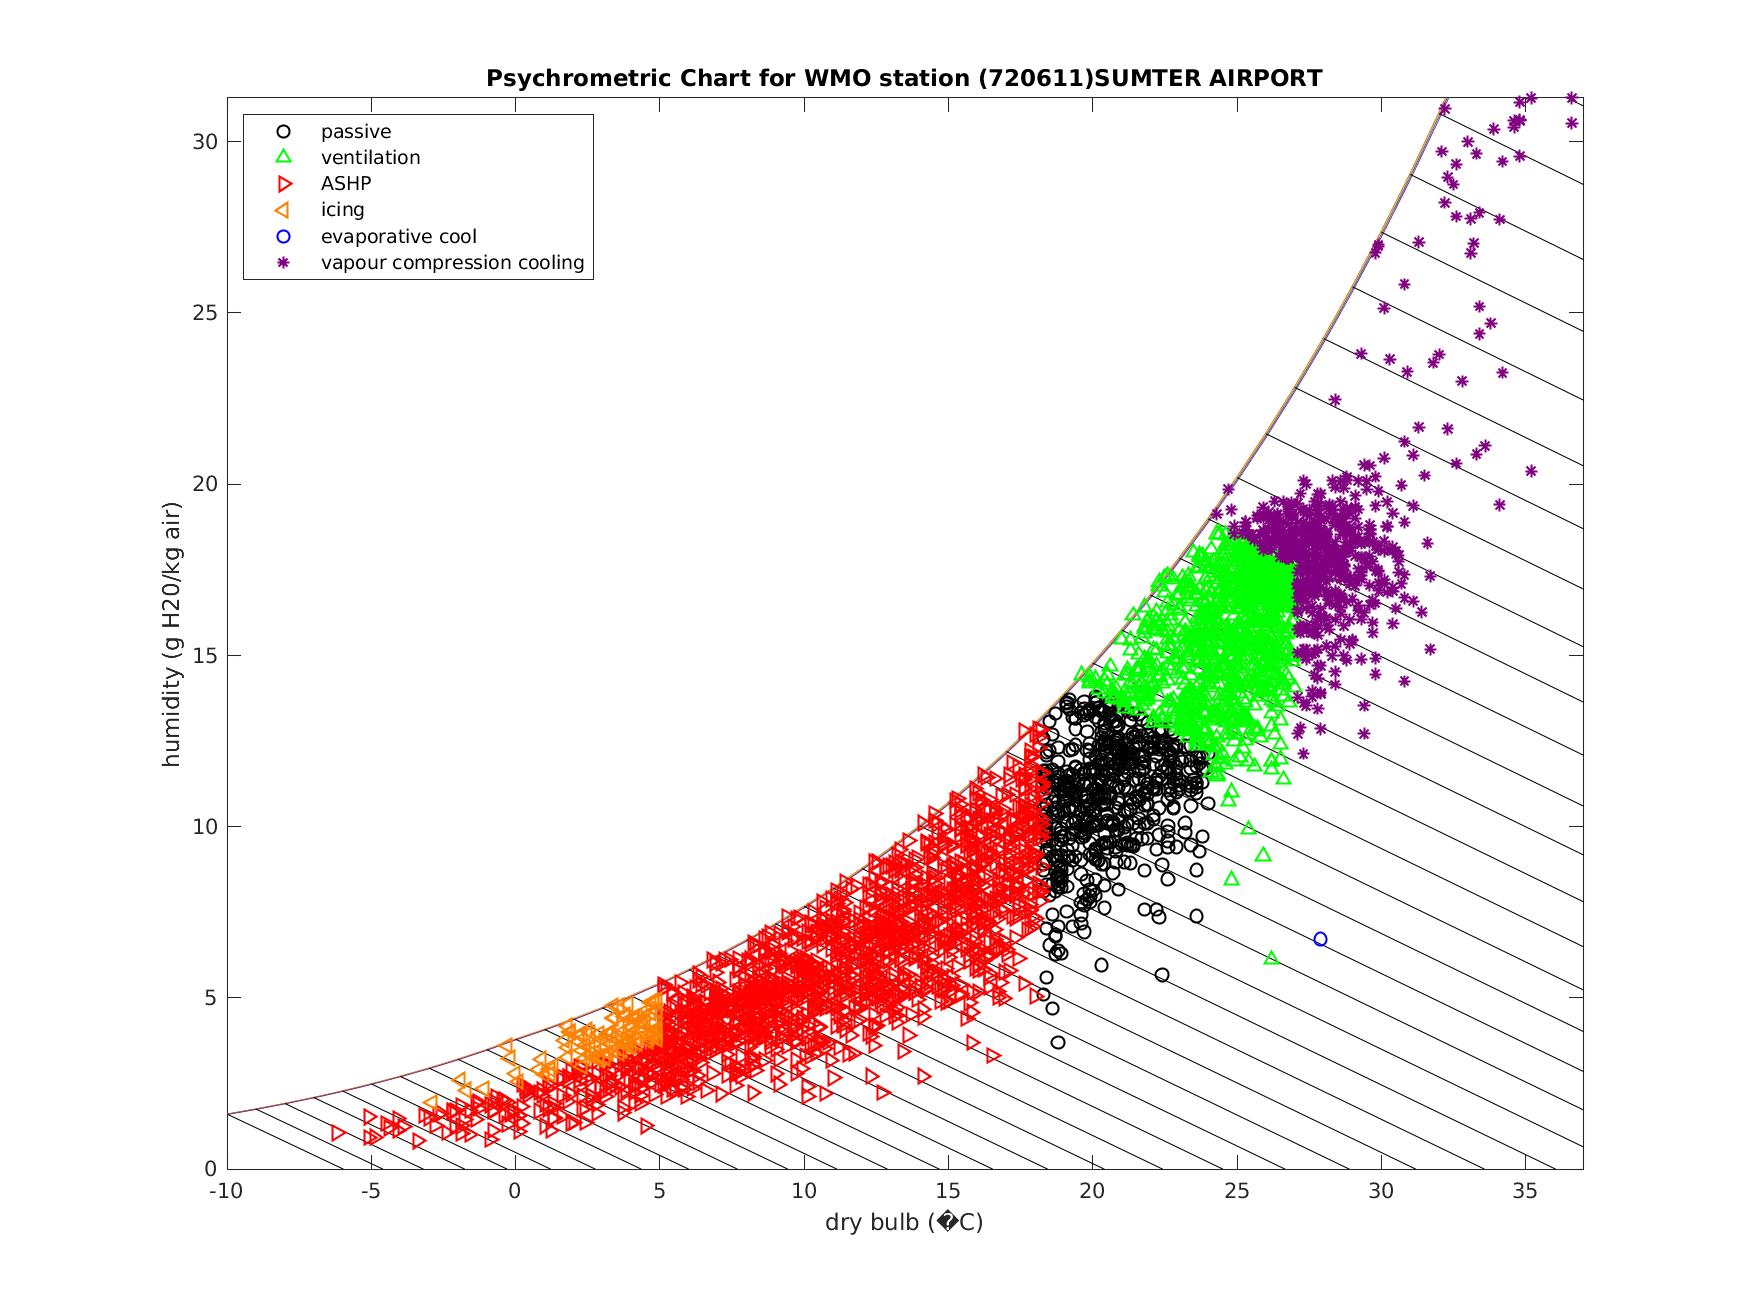 Psychrometric Chart for WMO station (720611)SUMTER AIRPORT
passive
ventilation
ASHP
icing
evaporative cool
vapour compression cooling
humidity (g H20/kg air)
30
25
20
15
10
5
0
-10 -5 0 5 10 15 20 25 30 35
dry bulb (�C)